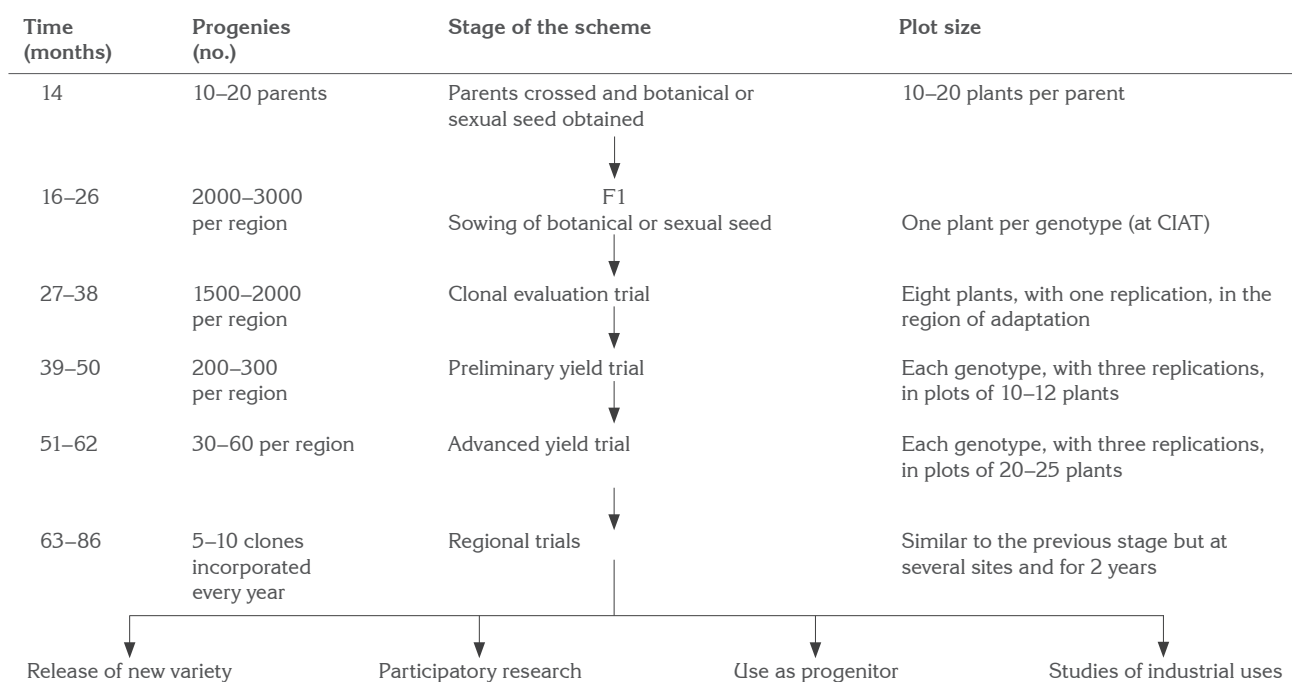 Time Progenies Stage of the scheme Plot size
(months) (no.)
14 10–20 parents Parents crossed and botanical or 10–20 plants per parent
sexual seed obtained
16–26 2000–3000 F1
per region Sowing of botanical or sexual seed One plant per genotype (at CIAT)
27–38 1500–2000 Clonal evaluation trial Eight plants, with one replication, in the
per region region of adaptation
39–50 200–300 Preliminary yield trial Each genotype, with three replications,
per region in plots of 10–12 plants
51–62 30–60 per region Advanced yield trial Each genotype, with three replications,
in plots of 20–25 plants
63–86 5–10 clones Regional trials Similar to the previous stage but at
incorporated several sites and for 2 years
every year
Release of new variety Participatory research Use as progenitor Studies of industrial uses